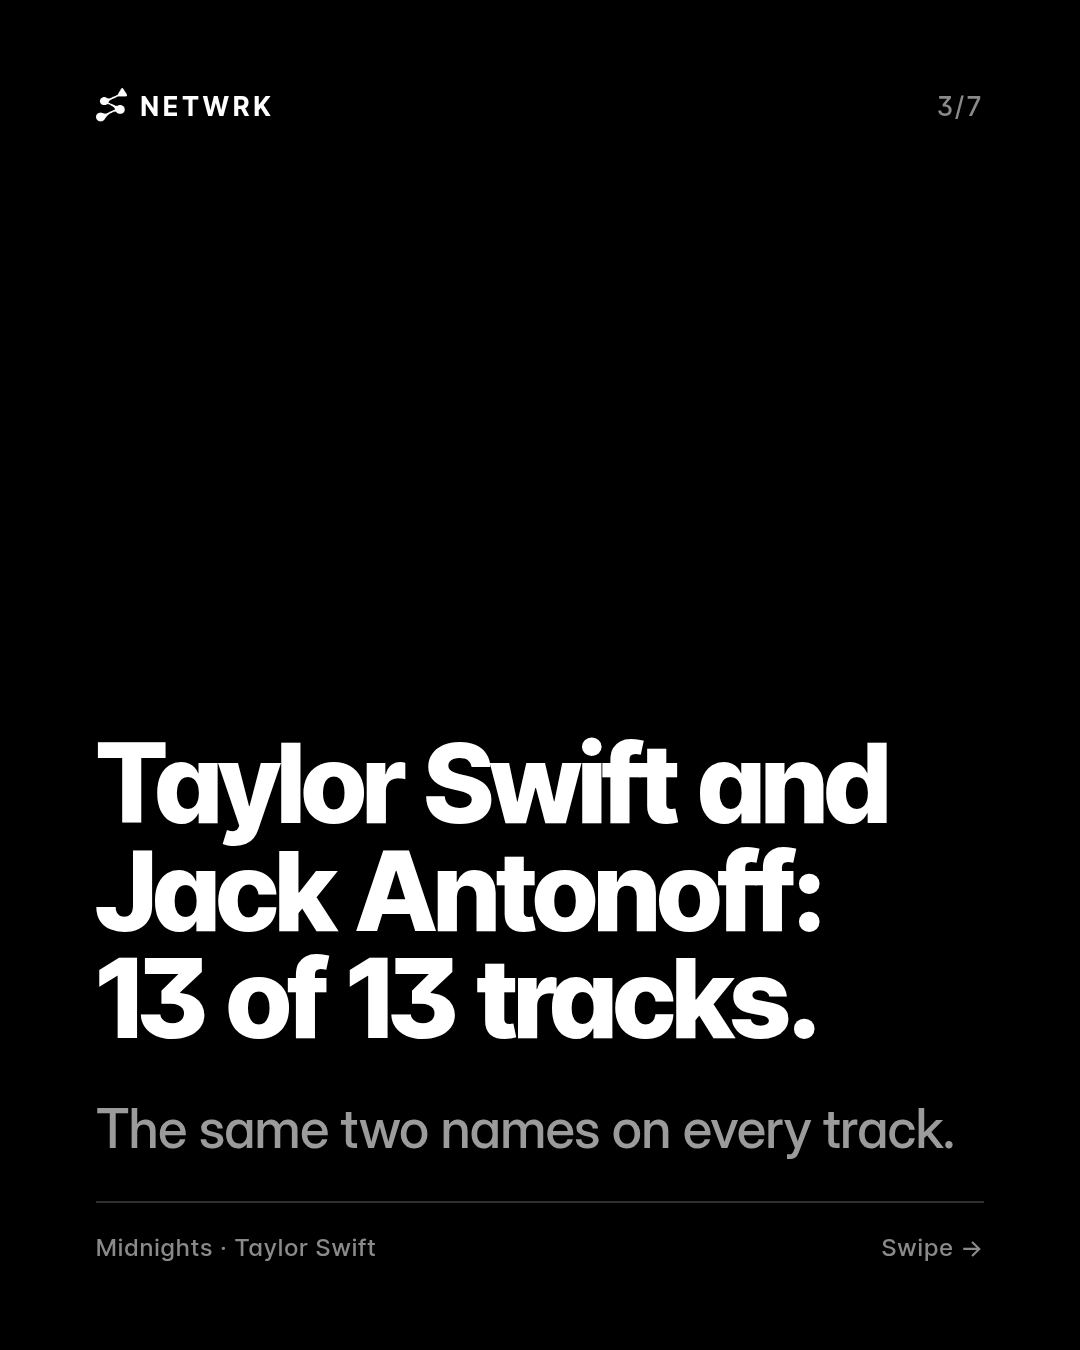 NETWRK
3/7
Taylor Swift and
Jack Antonoff:
13 of 13 tracks.
The same two names on every track.
Midnights · Taylor Swift
Swipe →